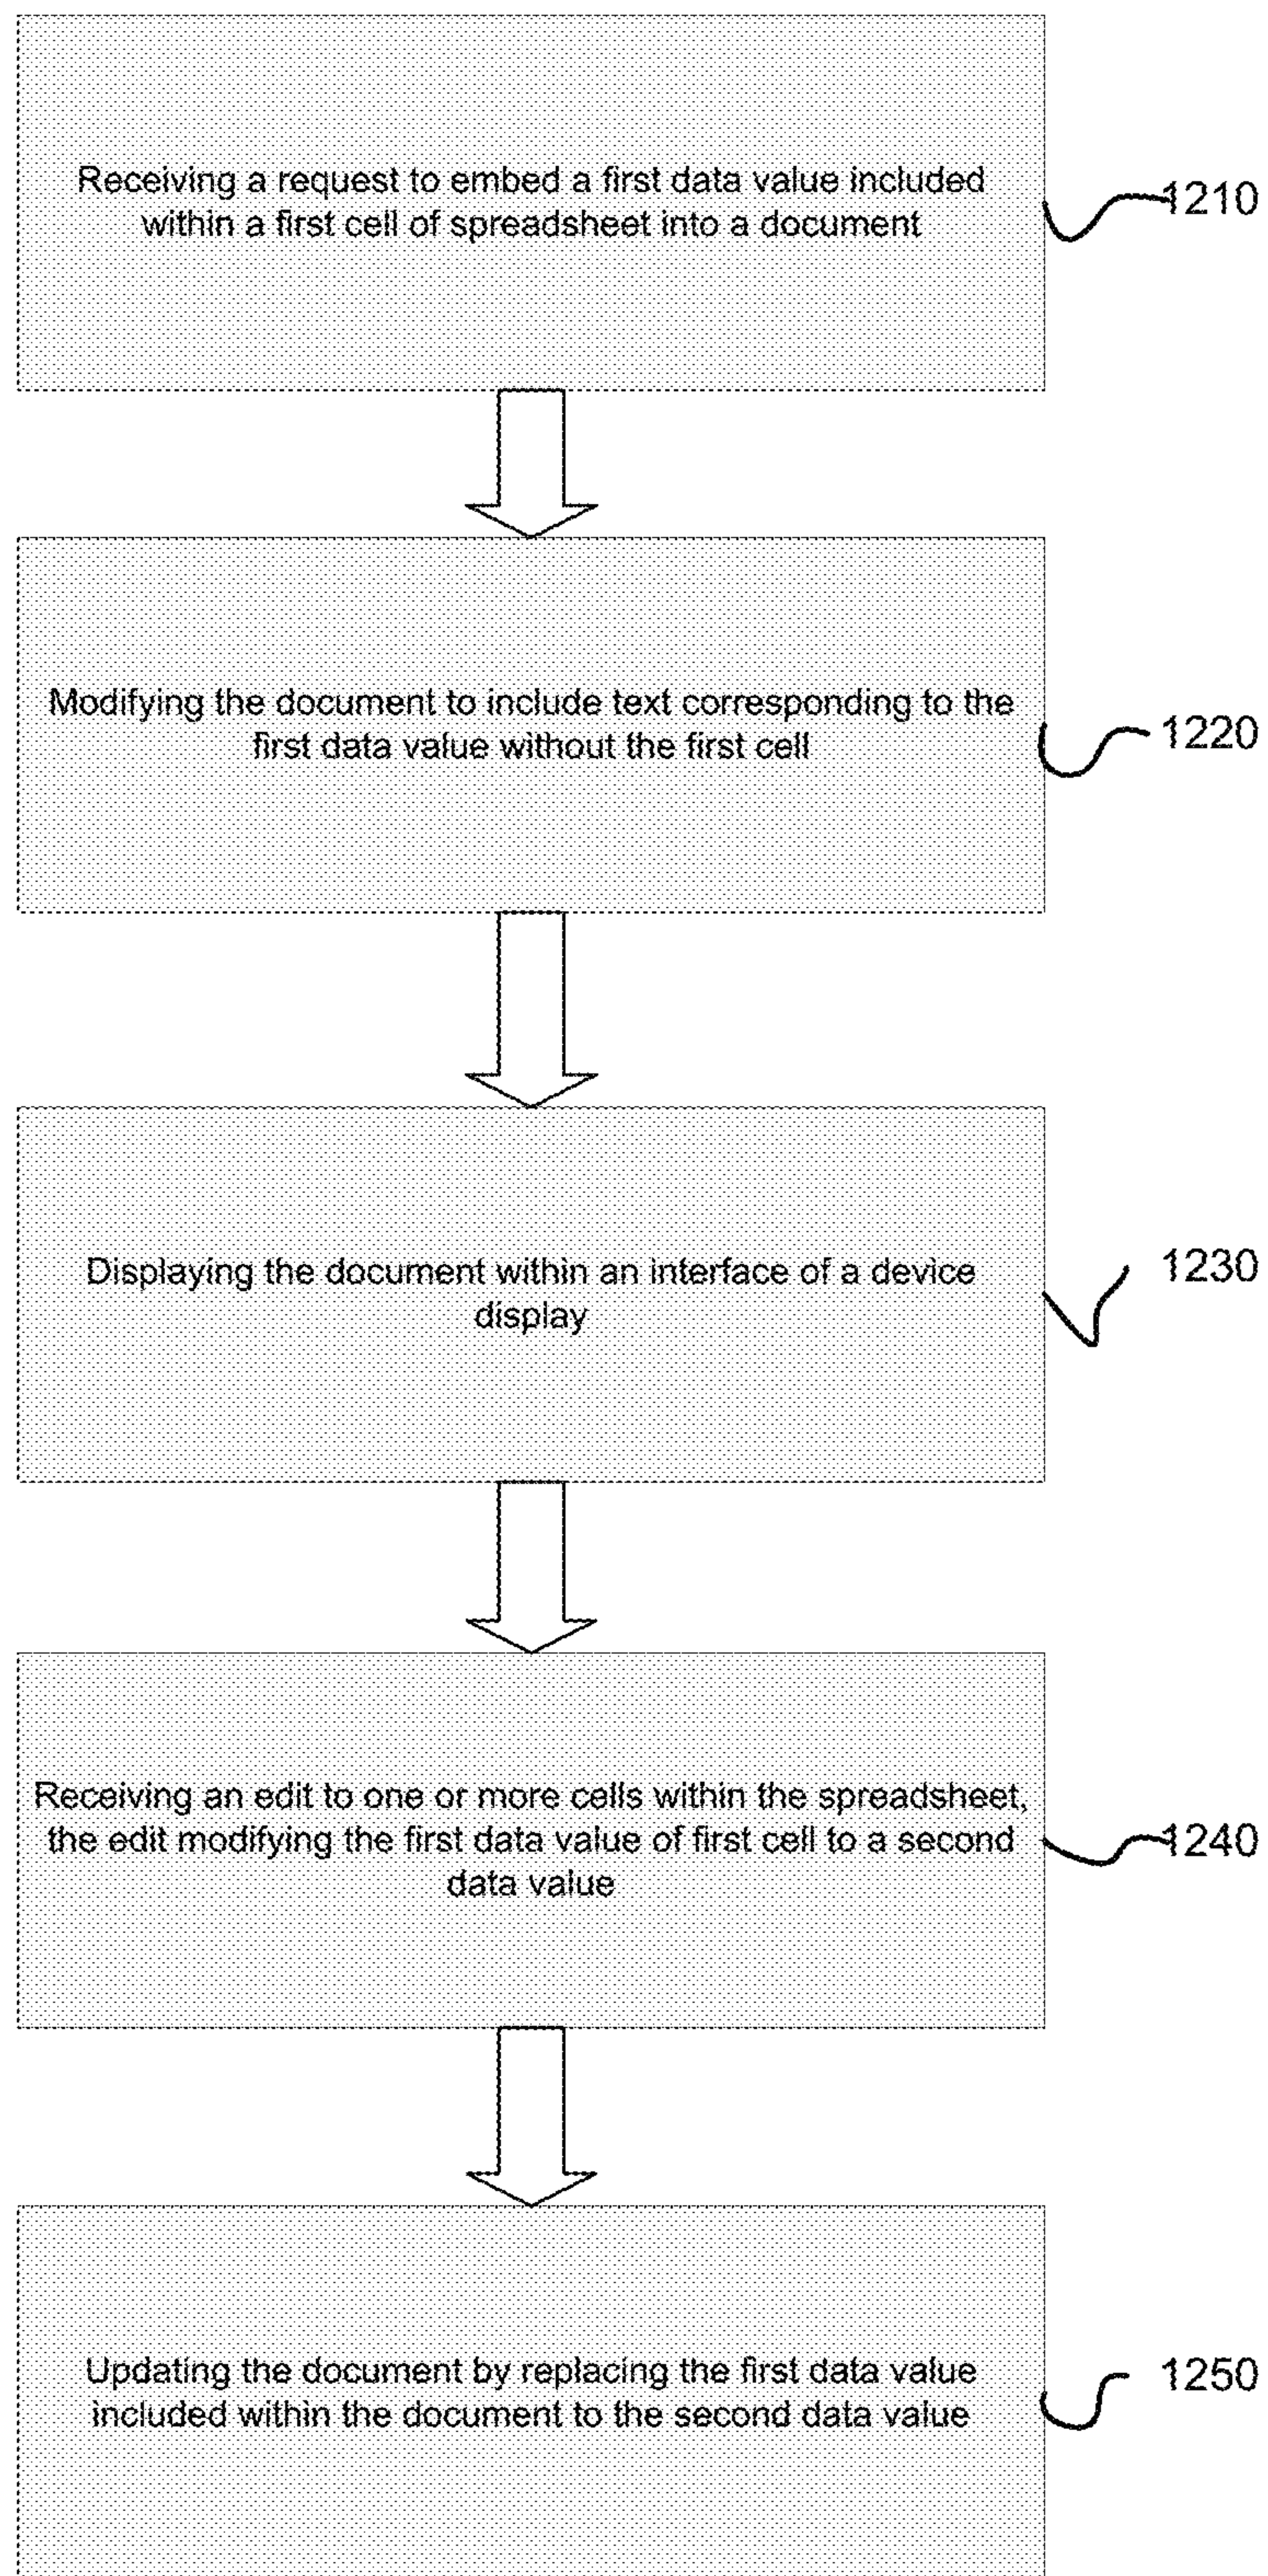 Receiving a request to embed a first data value included
within a first cell of spreadsheet into a document
1210
Modifying the document to include text corresponding to the
first data value without the first cell
1220
Displaying the document within an interface of a device
display
1230
Receiving an edit to one or more cells within the spreadsheet,
the edit modifying the first data value of first cell to a second
data value
1240
Updating the document by replacing the first data value
included within the document to the second data value
1250